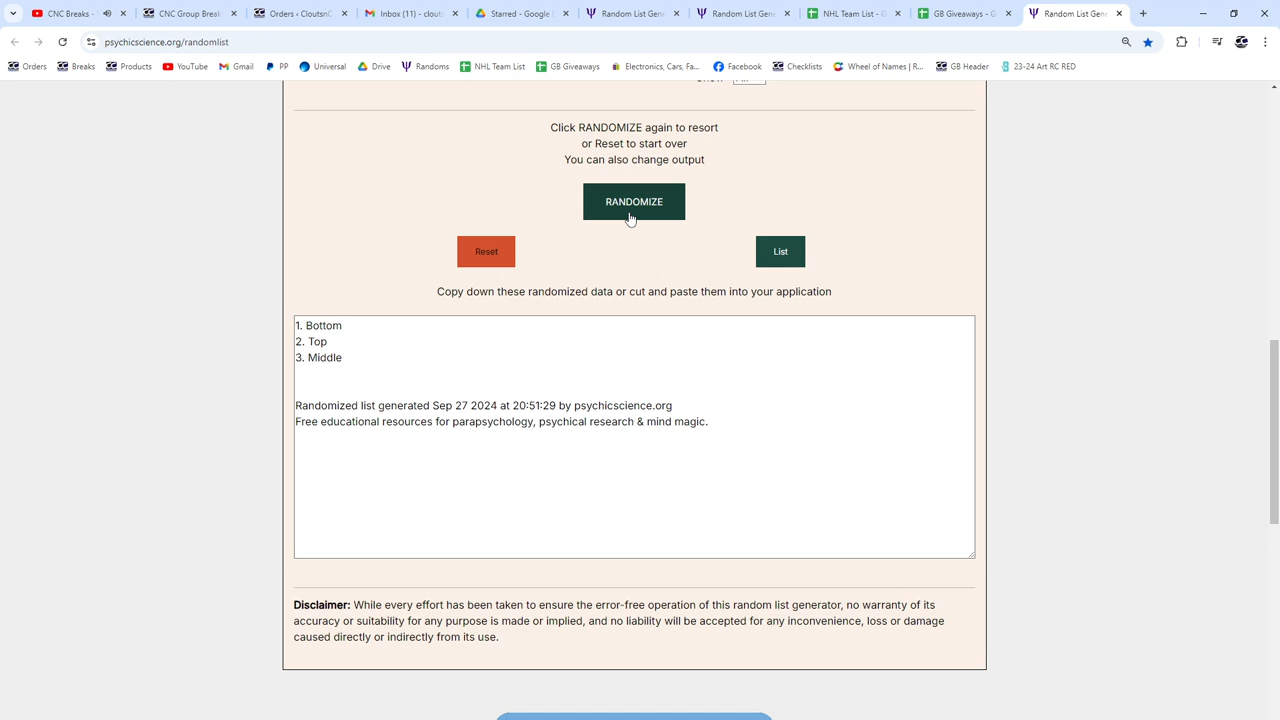 CNC Breaks -
CNC Group Break
Orders < CloutsnC
Inbox (11) - clou
Starred - Google D
Random List Gen
Random List Gen
NHL Team List - G
GB Giveaways - G
Random List Gene
psychicscience.org/randomlist
Orders
Breaks
Products
YouTube
Gmail
PP
Universal
Drive
Randoms
NHL Team List
GB Giveaways
Electronics, Cars, Fa...
Facebook
Checklists
Wheel of Names | R...
GB Header
23-24 Art RC RED
Click RANDOMIZE again to resort
or Reset to start over
You can also change output
RANDOMIZE
Reset
List
Copy down these randomized data or cut and paste them into your application
1. Bottom
2. Top
3. Middle
Randomized list generated Sep 27 2024 at 20:51:29 by psychicscience.org
Free educational resources for parapsychology, psychical research & mind magic.
Disclaimer: While every effort has been taken to ensure the error-free operation of this random list generator, no warranty of its
accuracy or suitability for any purpose is made or implied, and no liability will be accepted for any inconvenience, loss or damage
caused directly or indirectly from its use.